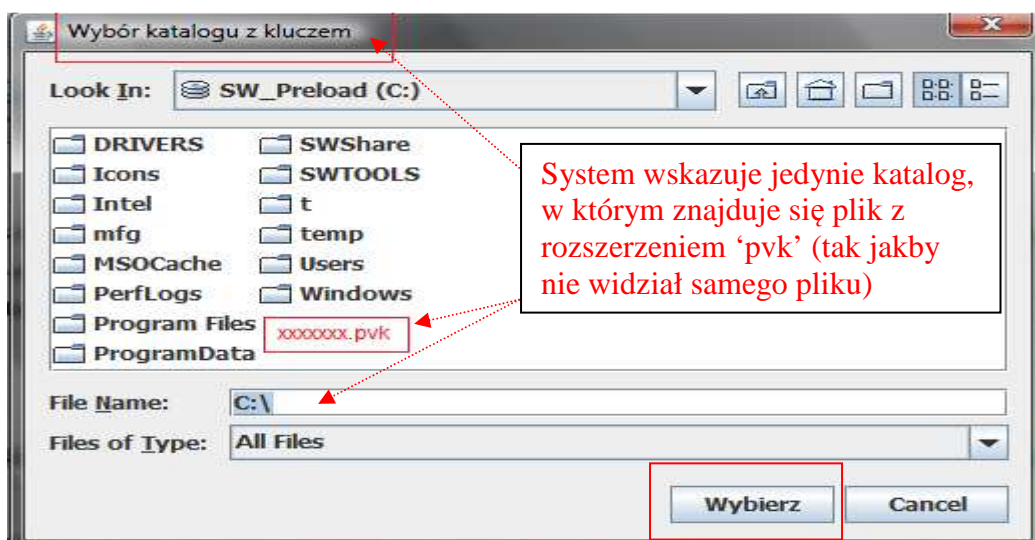 Wybór katalogu z kluczem
Look In: SW_Preload (C:)
DRIVERS SWShare
Icons SWTOOLS
Intel t
mfg temp
MSOCache Users
PerfLogs Windows
Program Files xxxxxxx.pvk
ProgramData
System wskazuje jedynie katalog,
w którym znajduje się plik z
rozszerzeniem ‘pvk’ (tak jakby
nie widział samego pliku)
File Name: C:\
Files of Type: All Files
Wybierz Cancel